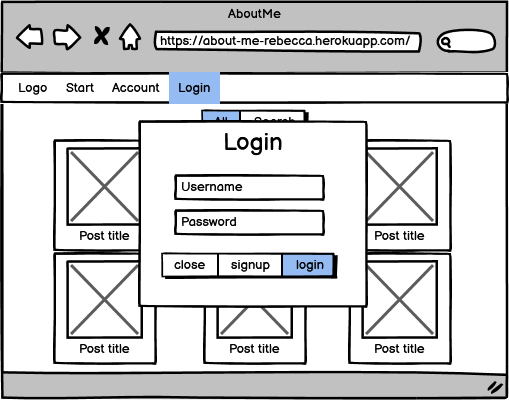 AboutMe
https://about-me-rebecca.herokuapp.com/
Logo Start Account Login
All Search
Login
Username
Password
close signup login
Post title Post title
Post title Post title Post title